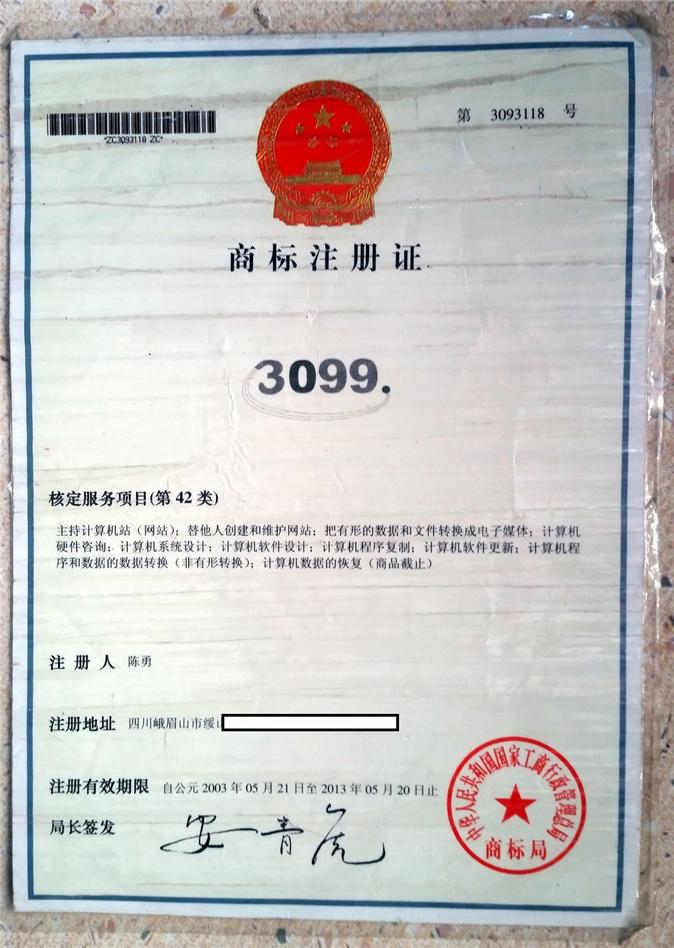 第 3093118 号
*ZC3093118 ZC*
商标注册证
3099.
核定服务项目(第 42 类)
主持计算机站（网站）；替他人创建和维护网站；把有形的数据和文件转换成电子媒体；计算机
硬件咨询；计算机系统设计；计算机软件设计；计算机程序复制；计算机软件更新；计算机程
序和数据的数据转换（非有形转换）；计算机数据的恢复（商品截止）
注 册 人 陈勇
注册地址 四川峨眉山市绥山
注册有效期限 自公元 2003 年 05 月 21 日至 2013 年 05 月 20 日止
局长签发 安青虎
中华人民共和国国家工商行政管理总局
商标局